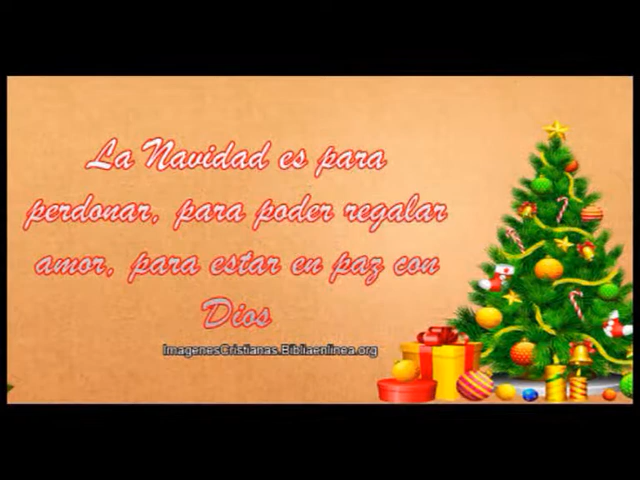 La Navidad es para
perdonar, para poder regalar
amor, para estar en paz con
Dios
ImagenesCristianas.Bibliaenlinea.org